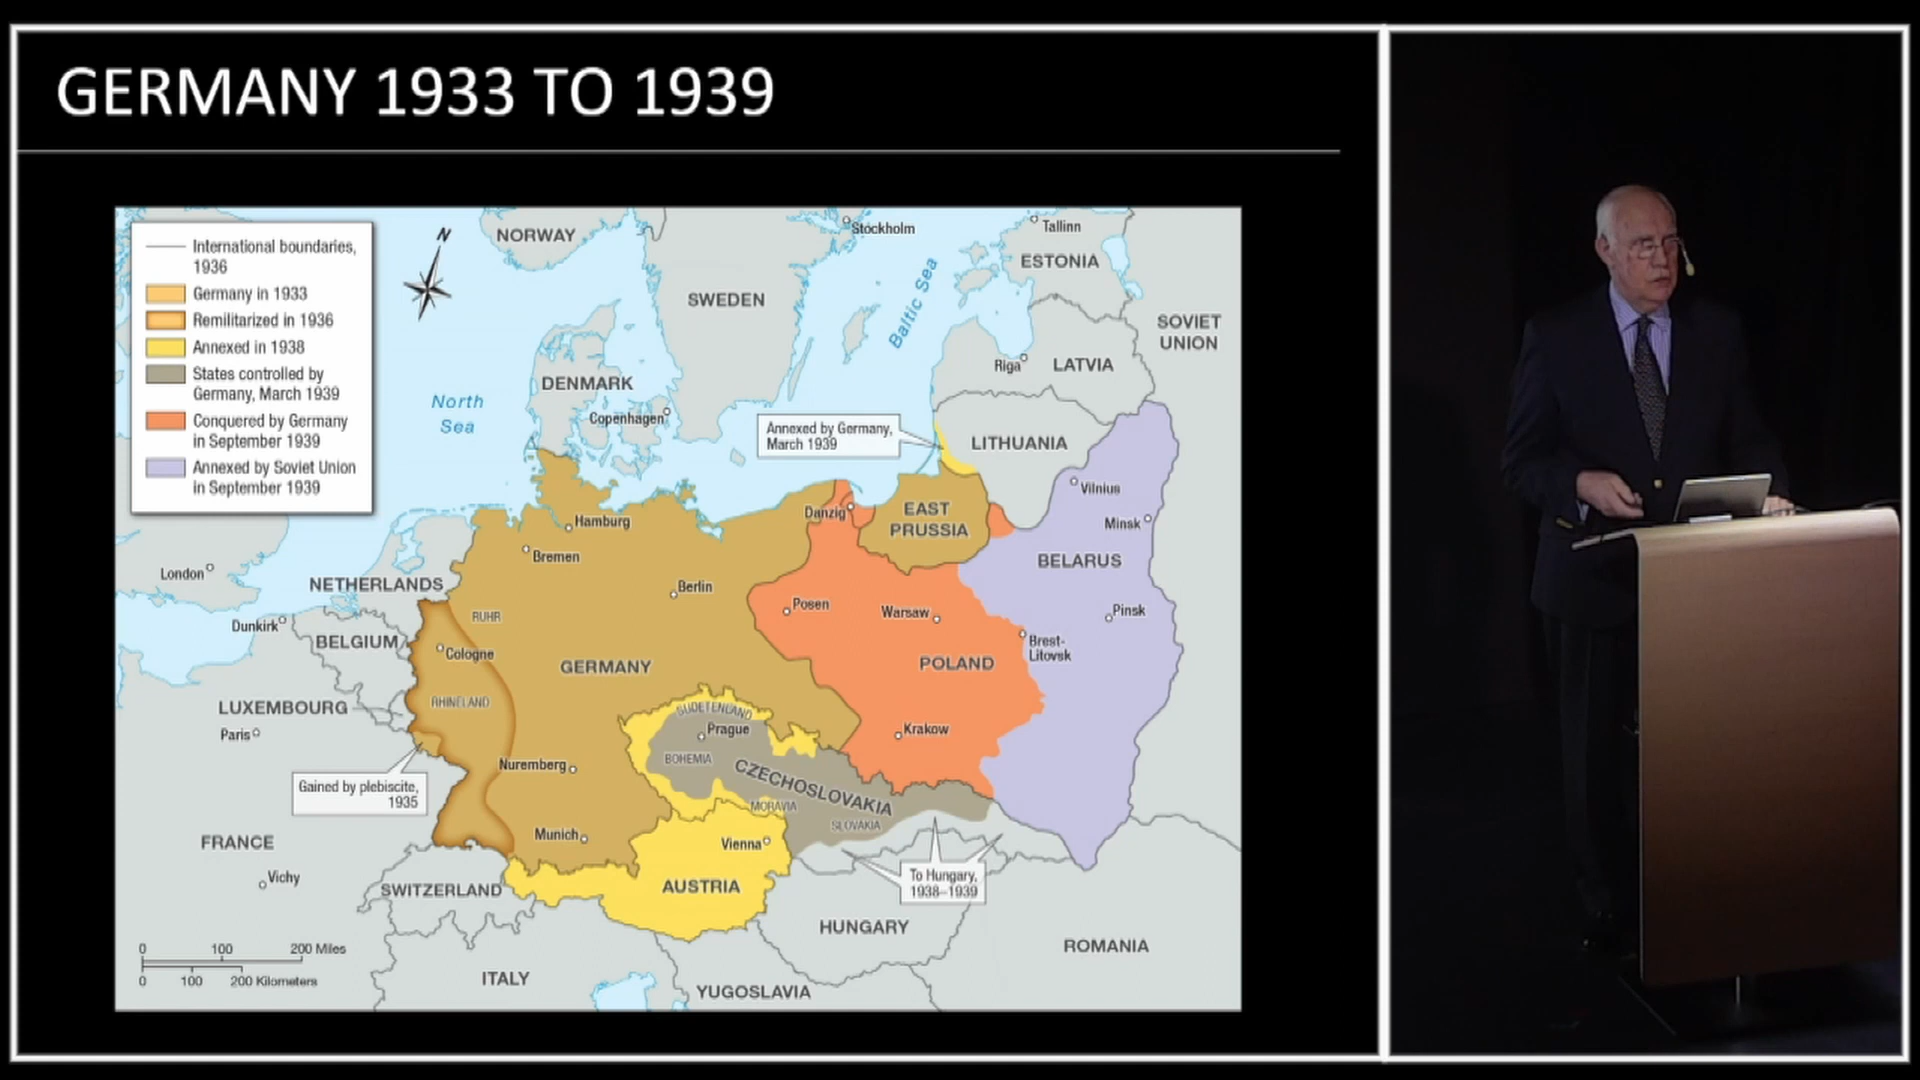 GERMANY 1933 TO 1939
International boundaries,
1936
Germany in 1933
Remilitarized in 1936
Annexed in 1938
States controlled by
Germany, March 1939
Conquered by Germany
in September 1939
Annexed by Soviet Union
in September 1939
N
NORWAY
Stockholm
Tallinn
ESTONIA
SWEDEN
Baltic Sea
SOVIET
UNION
Riga
LATVIA
DENMARK
Copenhagen
North
Sea
Annexed by Germany,
March 1939
LITHUANIA
Vilnius
Danzig
EAST
PRUSSIA
Minsk
Hamburg
Bremen
BELARUS
London
NETHERLANDS
Berlin
Posen
Warsaw
Pinsk
RUHR
Dunkirk
BELGIUM
Brest-
Litovsk
Cologne
GERMANY
POLAND
LUXEMBOURG
RHINELAND
SUDETENLAND
Paris
Prague
Krakow
BOHEMIA
Nuremberg
CZECHOSLOVAKIA
Gained by plebiscite,
1935
MORAVIA
SLOVAKIA
FRANCE
Munich
Vienna
Vichy
SWITZERLAND
AUSTRIA
To Hungary,
1938–1939
HUNGARY
ROMANIA
0 100 200 Miles
0 100 200 Kilometers
ITALY
YUGOSLAVIA